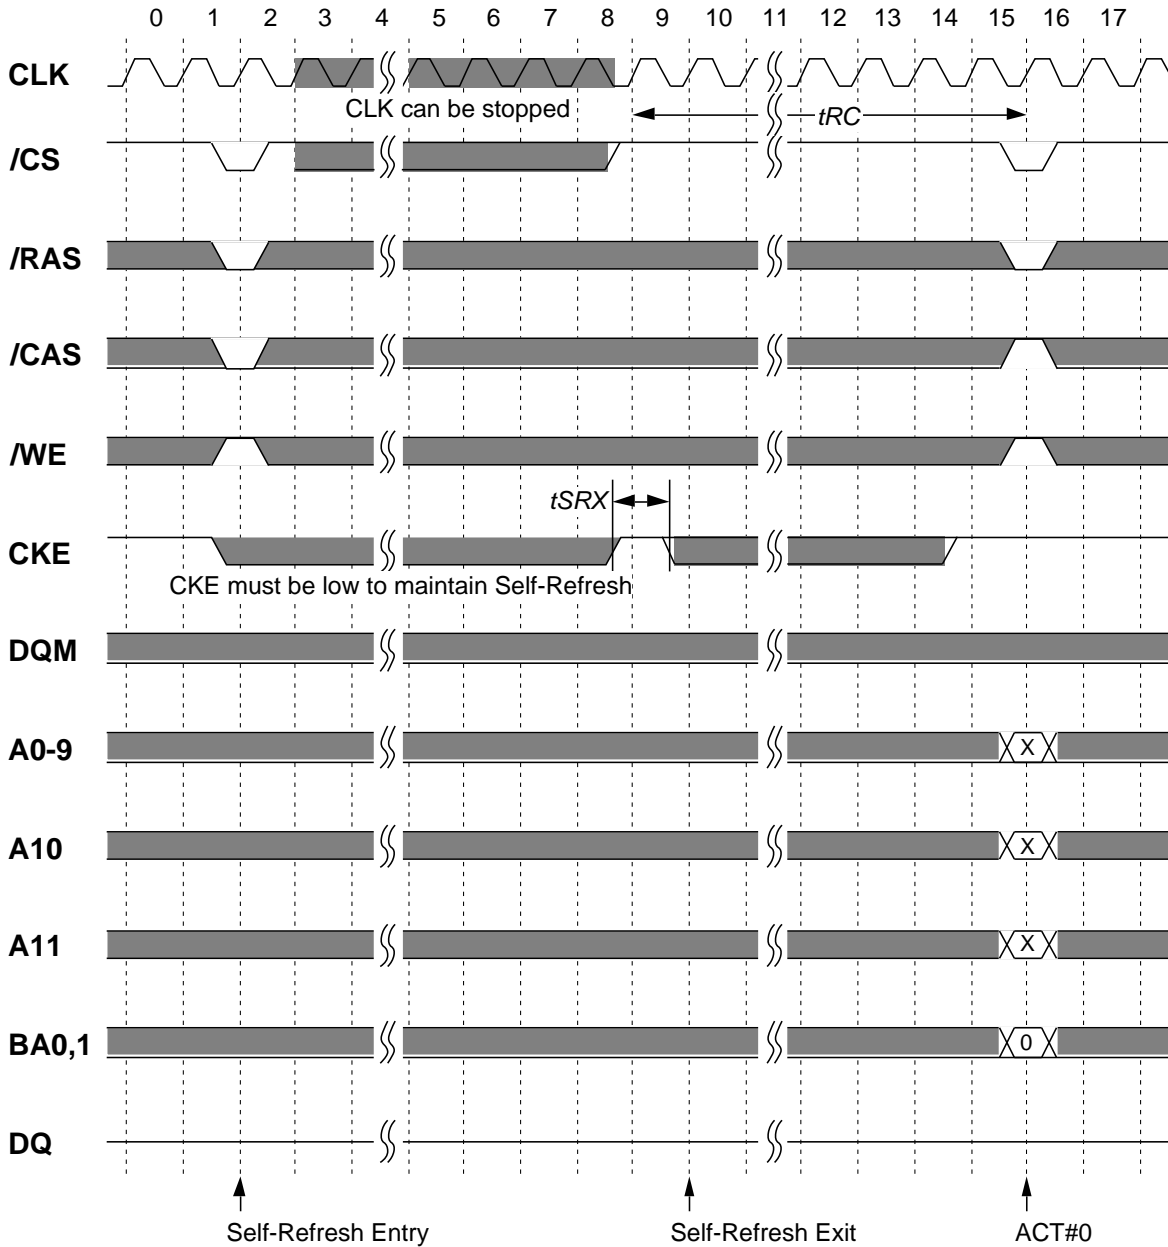 0 1 2 3 4 5 6 7 8 9 10 11 12 13 14 15 16 17
CLK
CLK can be stopped
tRC
/CS
/RAS
/CAS
/WE
tSRX
CKE
CKE must be low to maintain Self-Refresh
DQM
A0-9 X
A10 X
A11 X
BA0,1 0
DQ
Self-Refresh Entry Self-Refresh Exit ACT#0